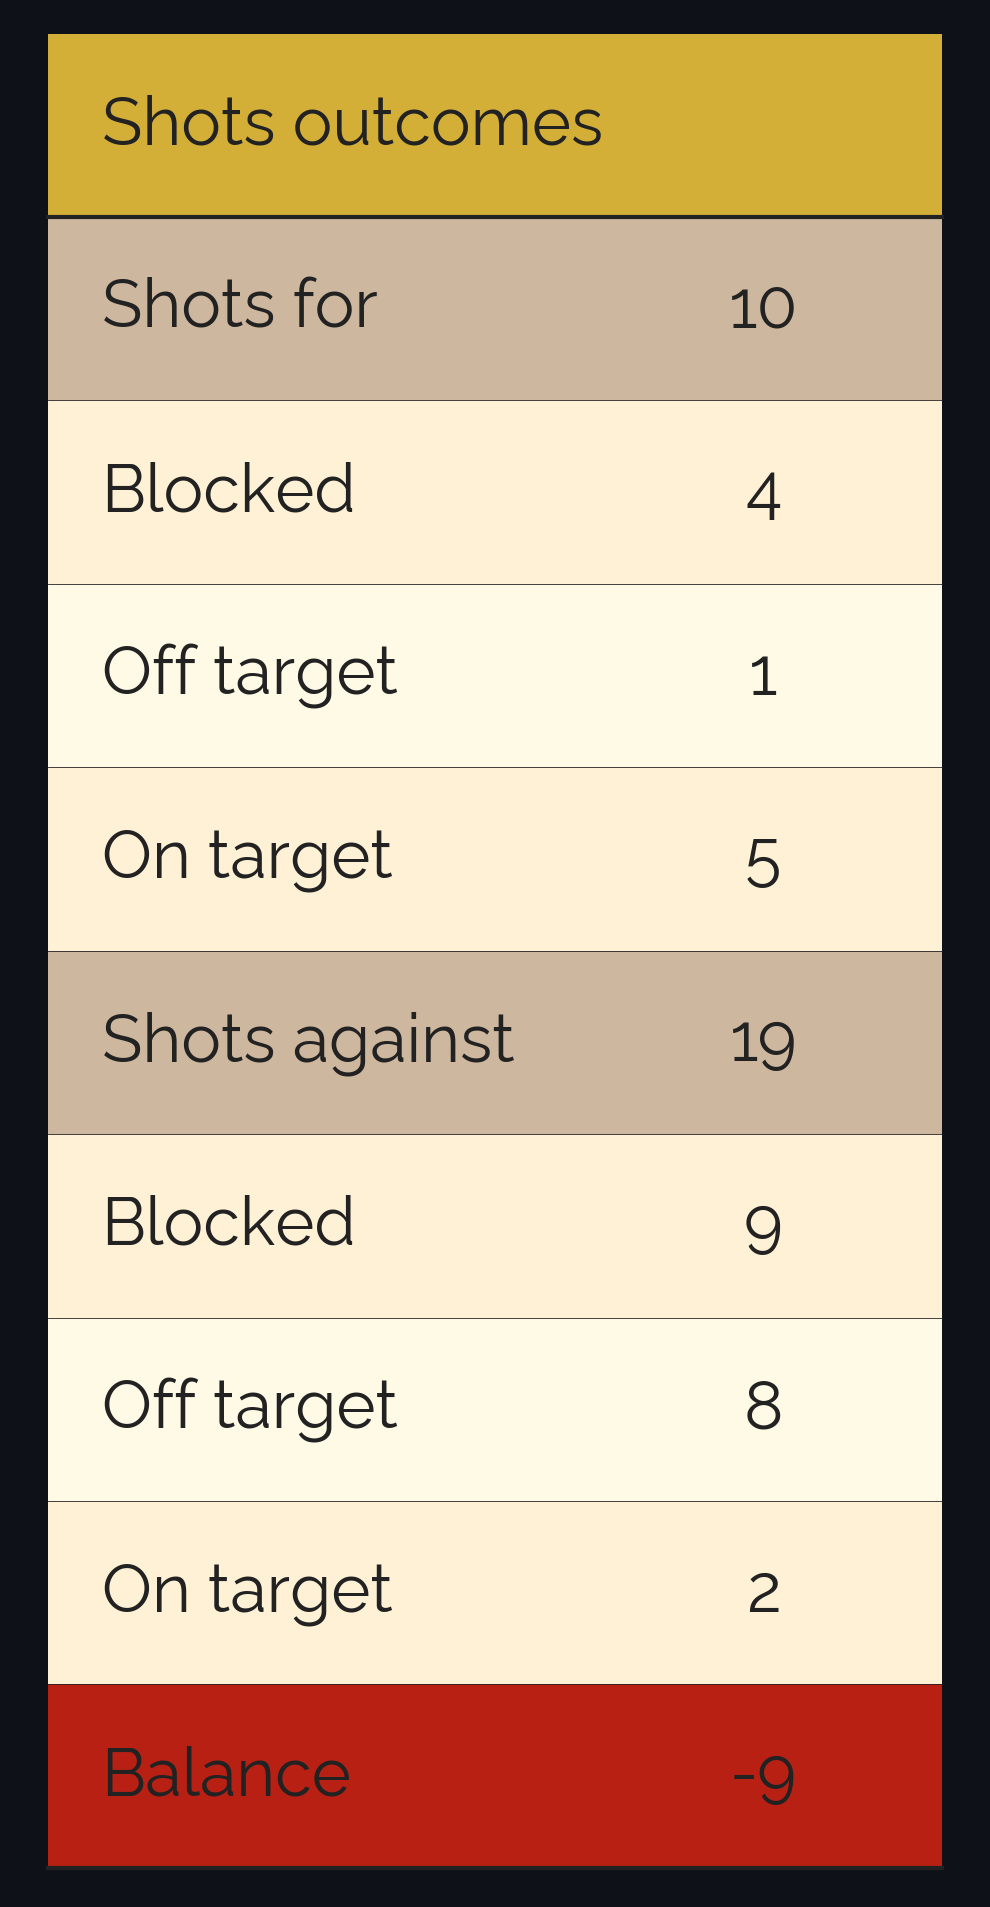 Shots outcomes
Shots for 10
Blocked 4
Off target 1
On target 5
Shots against 19
Blocked 9
Off target 8
On target 2
Balance -9